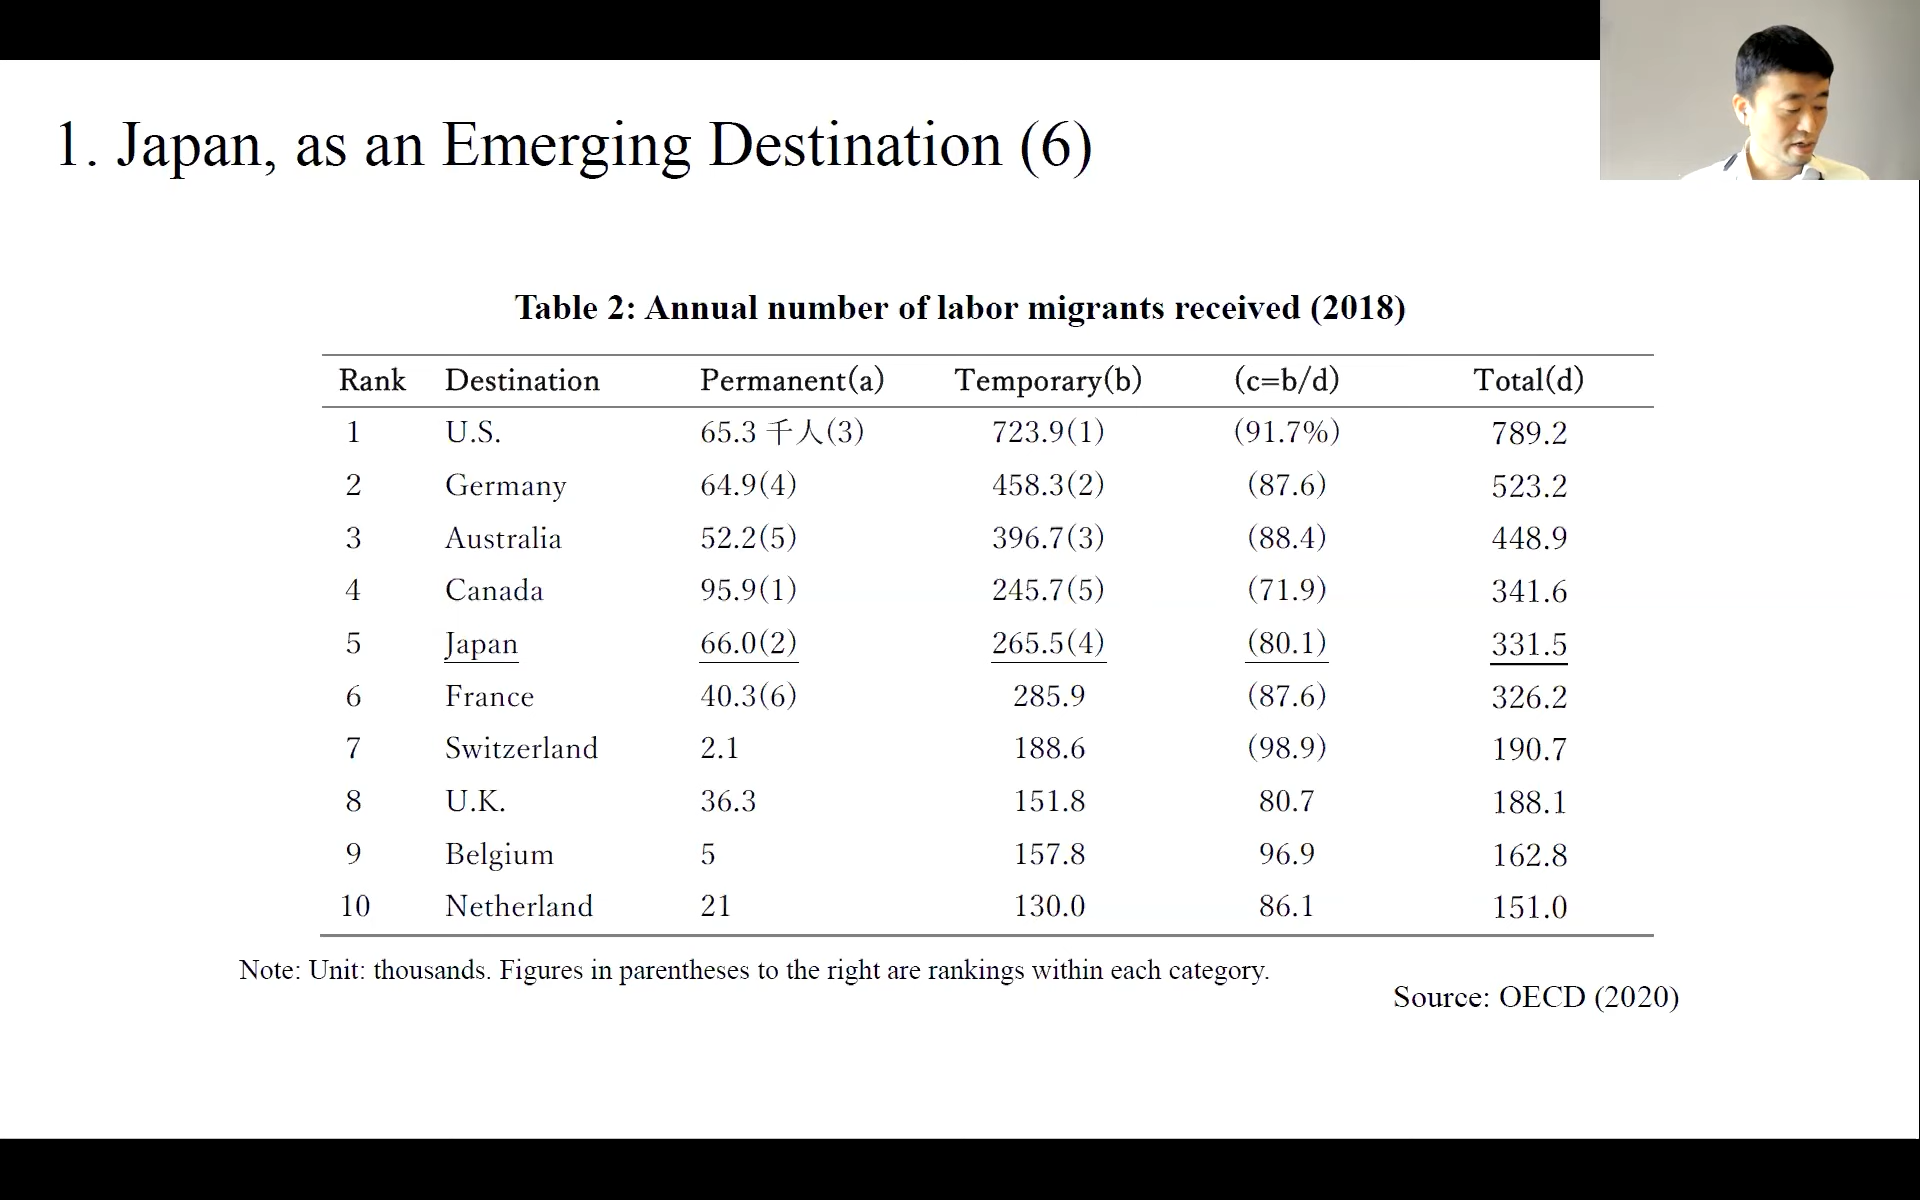 1. Japan, as an Emerging Destination (6)
Table 2: Annual number of labor migrants received (2018)
Rank Destination Permanent(a) Temporary(b) (c=b/d) Total(d)
1 U.S. 65.3 千人(3) 723.9(1) (91.7%) 789.2
2 Germany 64.9(4) 458.3(2) (87.6) 523.2
3 Australia 52.2(5) 396.7(3) (88.4) 448.9
4 Canada 95.9(1) 245.7(5) (71.9) 341.6
5 Japan 66.0(2) 265.5(4) (80.1) 331.5
6 France 40.3(6) 285.9 (87.6) 326.2
7 Switzerland 2.1 188.6 (98.9) 190.7
8 U.K. 36.3 151.8 80.7 188.1
9 Belgium 5 157.8 96.9 162.8
10 Netherland 21 130.0 86.1 151.0
Note: Unit: thousands. Figures in parentheses to the right are rankings within each category.
Source: OECD (2020)